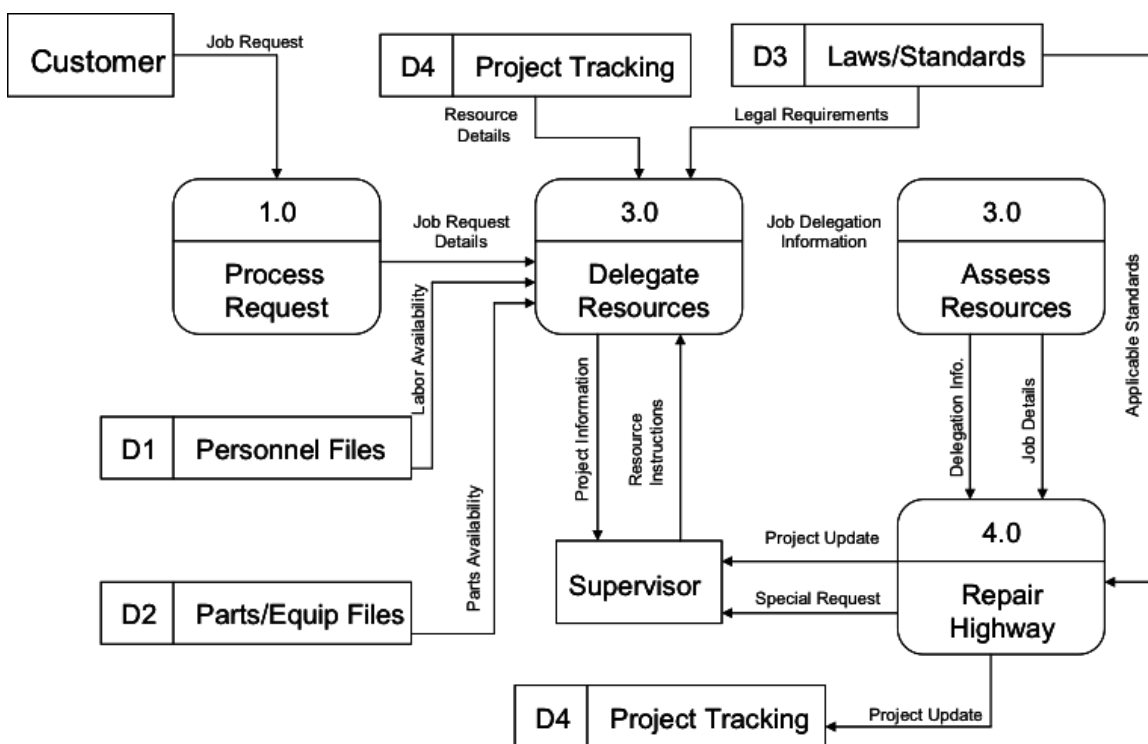 Job Request
Customer
D4 Project Tracking
D3 Laws/Standards
Resource
Details
Legal Requirements
1.0
Process
Request
Job Request
Details
3.0
Delegate
Resources
Job Delegation
Information
3.0
Assess
Resources
Applicable Standards
Labor Availability
D1 Personnel Files
Project Information
Resource
Instructions
Delegation Info.
Job Details
Parts Availability
D2 Parts/Equip Files
Supervisor
Project Update
Special Request
4.0
Repair
Highway
D4 Project Tracking
Project Update